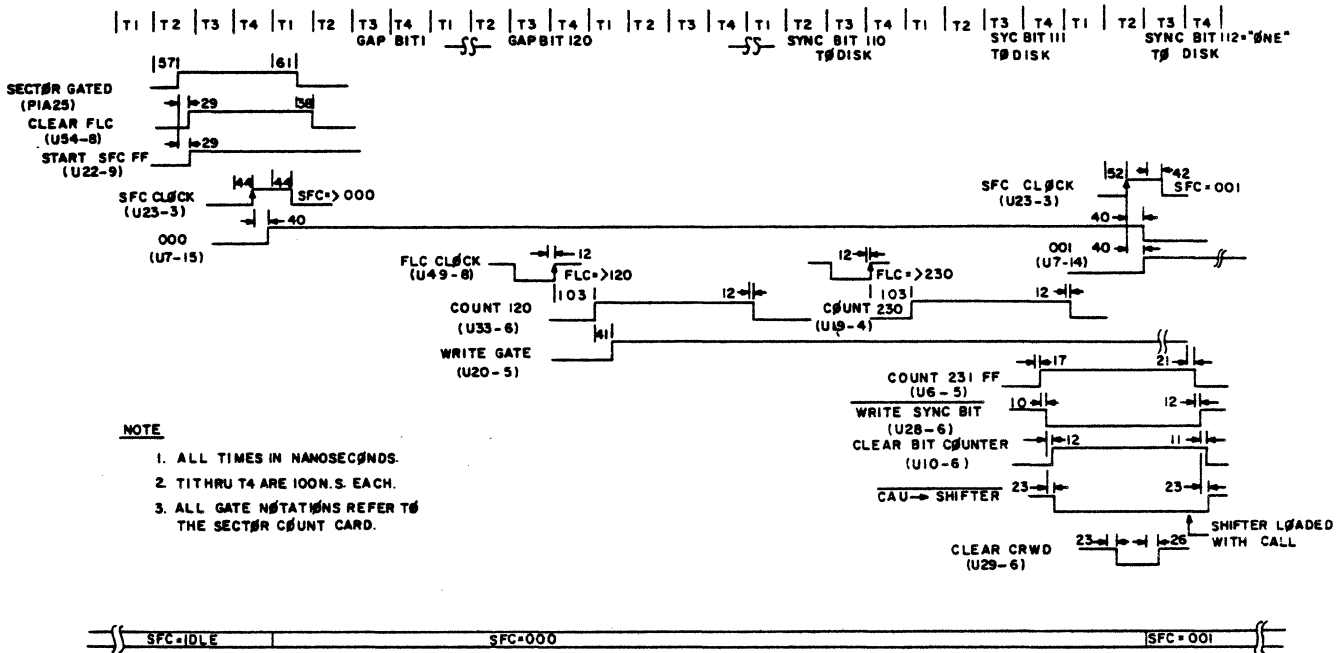 T1 T2 T3 T4 T1 T2 T3 T4 T1 T2 T3 T4 T1 T2 T3 T4 T1 T2 T3 T4 T1 T2 T3 T4 T1 T2 T3 T4
GAP BIT1 GAP BIT 120 SYNC BIT 110 SYC BIT 111 SYNC BIT 112="ØNE"
TØ DISK TØ DISK TØ DISK
57 61
SECTØR GATED
(PIA25)
29 38
CLEAR FLC
(U54-8)
29
START SFC FF
(U22-9)
44 44 SFC=>000
SFC CLØCK
(U23-3)
52 42
SFC CLØCK SFC=001
(U23-3)
40
000
(U7-15)
40
40
001
(U7-14)
12
FLC CLØCK
(U49-8)
FLC=>120
12
FLC=>230
103 12
COUNT 120
(U33-6)
103 12
CØUNT 230
(U19-4)
41
WRITE GATE
(U20-5)
17 21
COUNT 231 FF
(U6-5)
10 12
WRITE SYNC BIT
(U28-6)
12 11
CLEAR BIT CØUNTER
(U10-6)
23 23
CAU→SHIFTER
SHIFTER LØADED
WITH CALL
23 26
CLEAR CRWD
(U29-6)
NOTE
1. ALL TIMES IN NANOSECØNDS.
2. T1 THRU T4 ARE 100N.S. EACH.
3. ALL GATE NØTATIØNS REFER TØ
THE SECTØR CØUNT CARD.
SFC=IDLE SFC=000 SFC=001